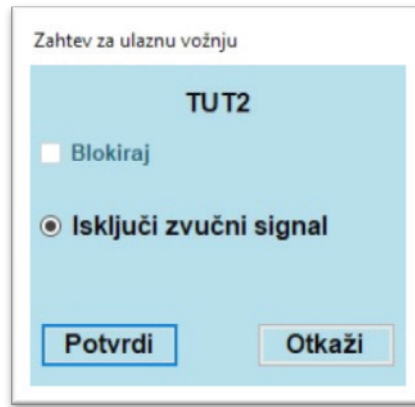 Zahtev za ulaznu vožnju
TUT2
Blokiraj
Isključi zvučni signal
Potvrdi Otkaži